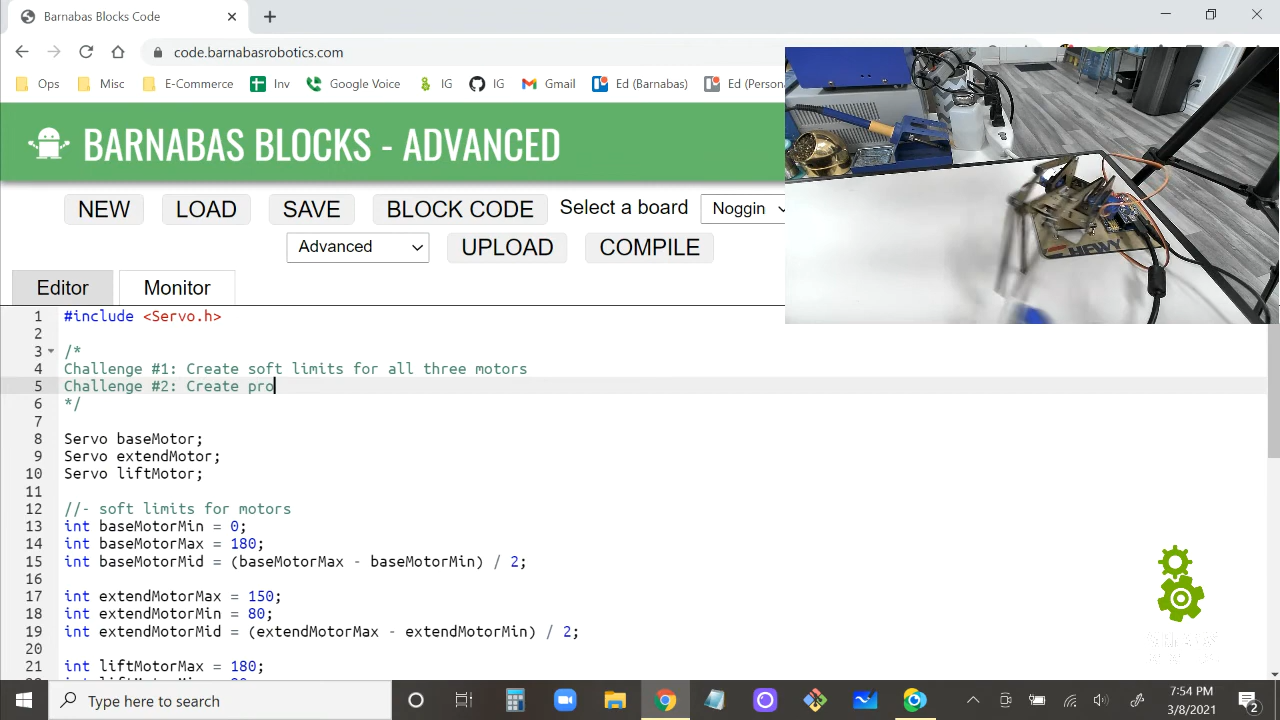 Barnabas Blocks Code
code.barnabasrobotics.com
Ops
Misc
E-Commerce
Inv
Google Voice
IG
IG
Gmail
Ed (Barnabas)
Ed (Person
BARNABAS BLOCKS - ADVANCED
NEW
LOAD
SAVE
BLOCK CODE
Select a board
Noggin
Advanced
UPLOAD
COMPILE
Editor
Monitor
1 #include <Servo.h>
2
3 /*
4 Challenge #1: Create soft limits for all three motors
5 Challenge #2: Create pro
6 */
7
8 Servo baseMotor;
9 Servo extendMotor;
10 Servo liftMotor;
11
12 //- soft limits for motors
13 int baseMotorMin = 0;
14 int baseMotorMax = 180;
15 int baseMotorMid = (baseMotorMax - baseMotorMin) / 2;
16
17 int extendMotorMax = 150;
18 int extendMotorMin = 80;
19 int extendMotorMid = (extendMotorMax - extendMotorMin) / 2;
20
21 int liftMotorMax = 180;
Type here to search
7:54 PM
3/8/2021
2